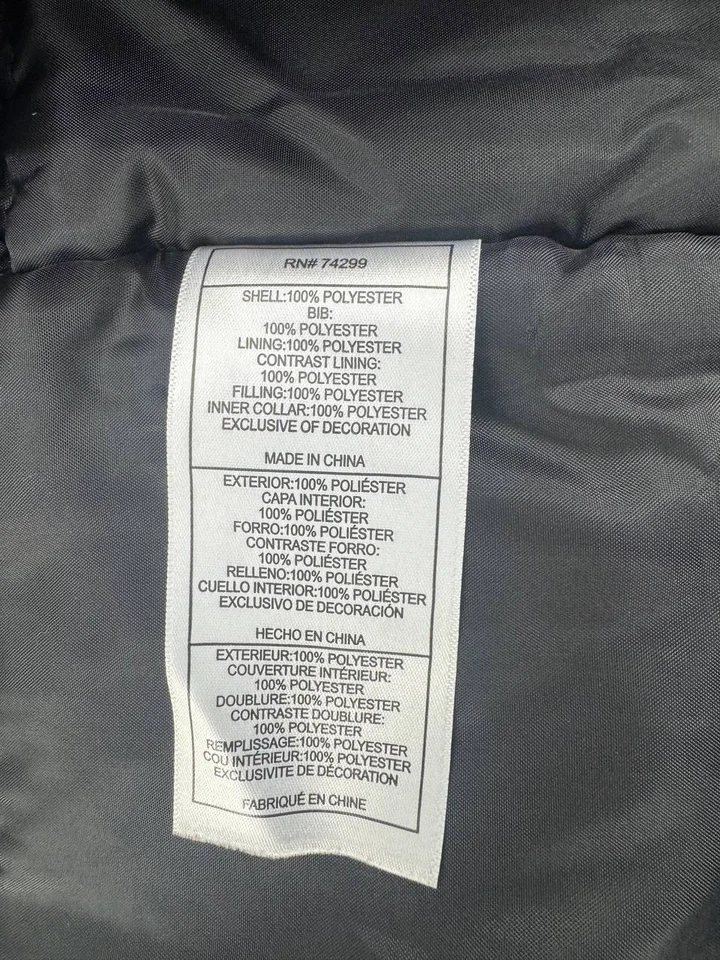 RN# 74299
SHELL:100% POLYESTER
BIB:
100% POLYESTER
LINING:100% POLYESTER
CONTRAST LINING:
100% POLYESTER
FILLING:100% POLYESTER
INNER COLLAR:100% POLYESTER
EXCLUSIVE OF DECORATION
MADE IN CHINA
EXTERIOR:100% POLIÉSTER
CAPA INTERIOR:
100% POLIÉSTER
FORRO:100% POLIÉSTER
CONTRASTE FORRO:
100% POLIÉSTER
RELLENO:100% POLIÉSTER
CUELLO INTERIOR:100% POLIÉSTER
EXCLUSIVO DE DECORACIÓN
HECHO EN CHINA
EXTERIEUR:100% POLYESTER
COUVERTURE INTÉRIEUR:
100% POLYESTER
DOUBLURE:100% POLYESTER
CONTRASTE DOUBLURE:
100% POLYESTER
REMPLISSAGE:100% POLYESTER
COU INTÉRIEUR:100% POLYESTER
EXCLUSIVITE DE DÉCORATION
FABRIQUÉ EN CHINE